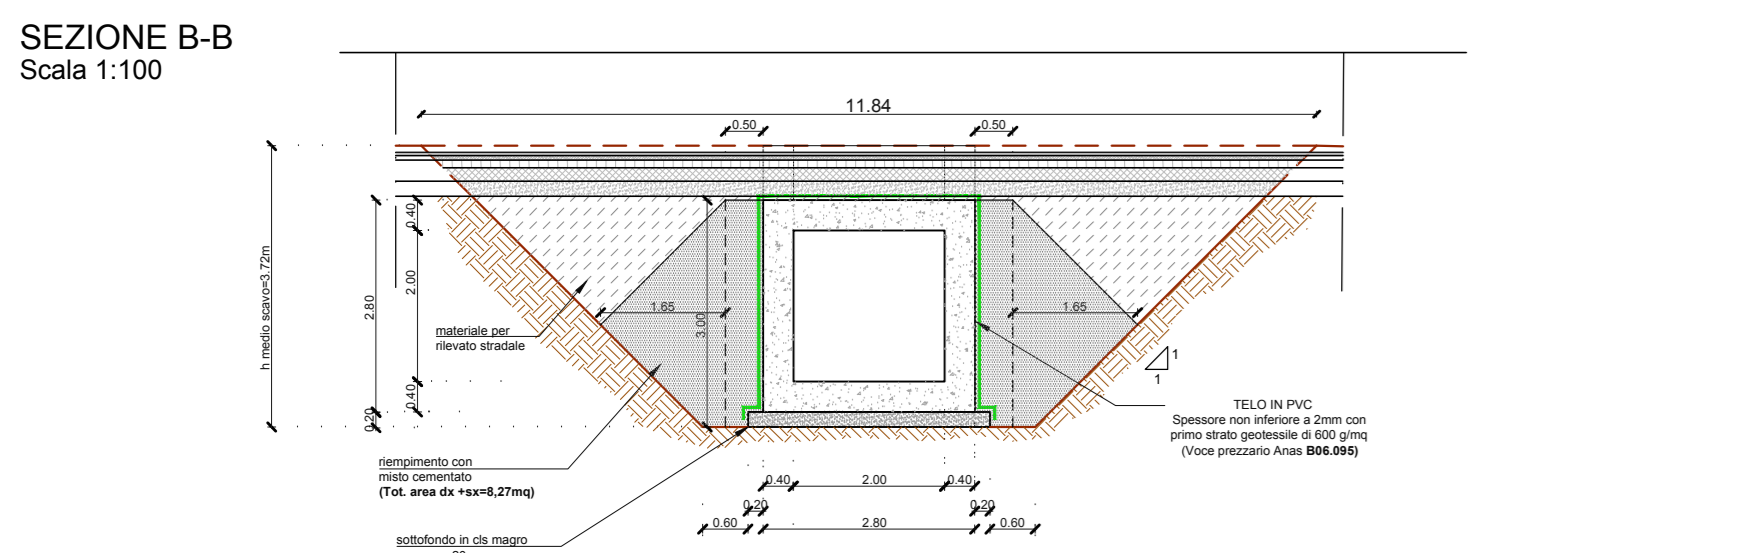 SEZIONE B-B
Scala 1:100
11.84
0.50
0.50
h medio scavo=3.72m
2.80
0.20
0.40
2.00
0.40
1.65
3.00
1.65
materiale per
rilevato stradale
1
1
TELO IN PVC
Spessore non inferiore a 2mm con
primo strato geotessile di 600 g/mq
(Voce prezzario Anas B06.095)
riempimento con
misto cementato
(Tot. area dx +sx=8,27mq)
0.40
2.00
0.40
0.20
0.20
0.60
2.80
0.60
sottofondo in cls magro